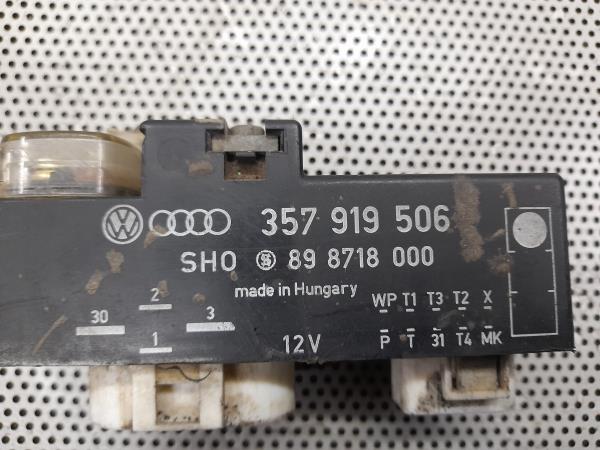 357 919 506
SHO 89 8718 000
made in Hungary
WP T1 T3 T2 X
2
30 3
1
12V
P T 31 T4 MK